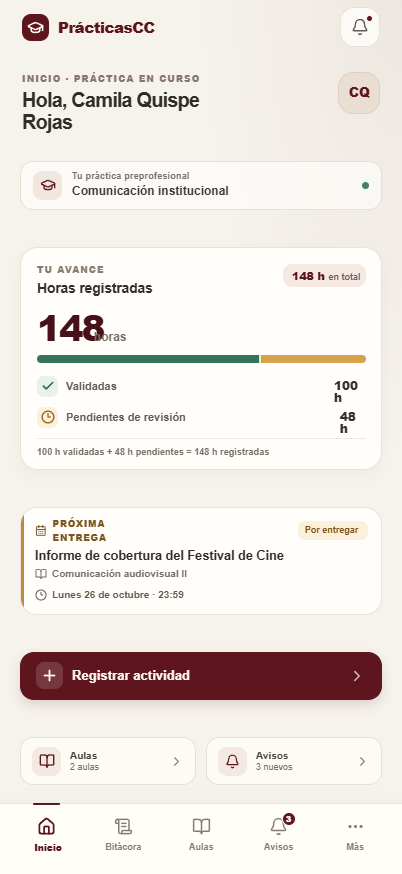 PrácticasCC
INICIO · PRÁCTICA EN CURSO
Hola, Camila Quispe
Rojas
CQ
Tu práctica preprofesional
Comunicación institucional
TU AVANCE
Horas registradas
148 h en total
148 horas
Validadas
100
h
Pendientes de revisión
48
h
100 h validadas + 48 h pendientes = 148 h registradas
PRÓXIMA
ENTREGA
Por entregar
Informe de cobertura del Festival de Cine
Comunicación audiovisual II
Lunes 26 de octubre · 23:59
Registrar actividad
Aulas
2 aulas
Avisos
3 nuevos
3
Inicio
Bitácora
Aulas
Avisos
Más